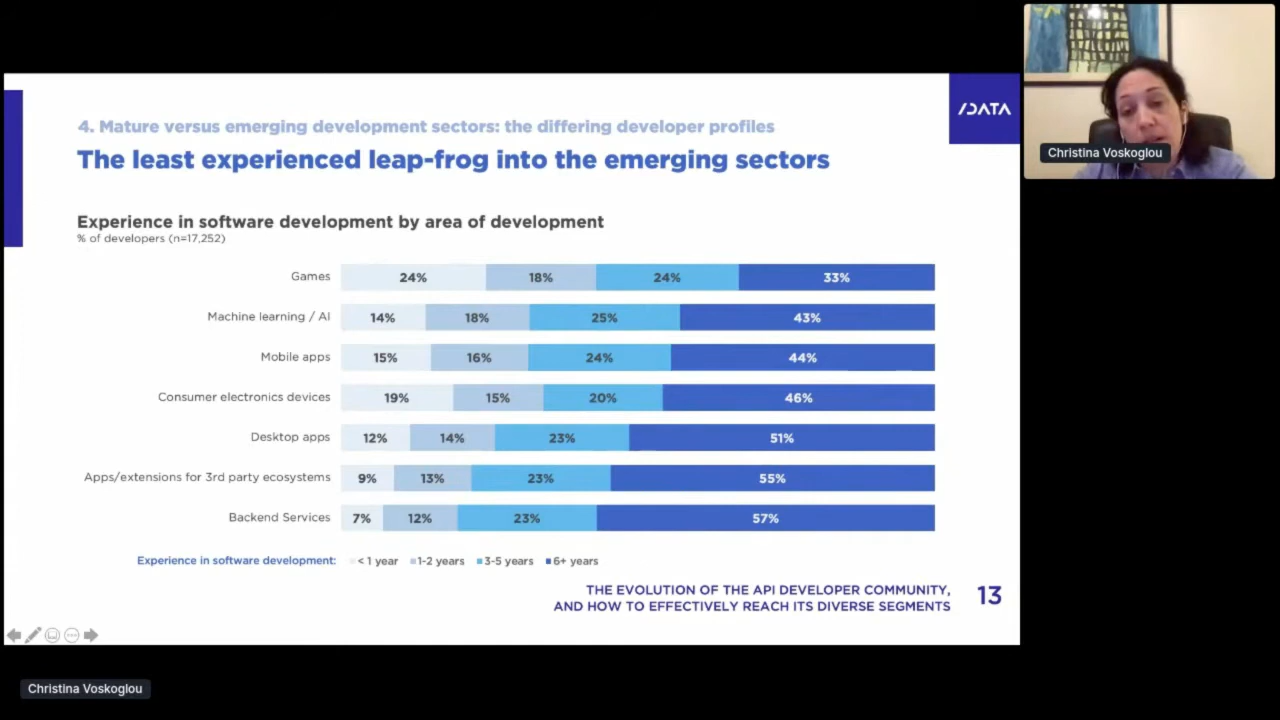 4. Mature versus emerging development sectors: the differing developer profiles
The least experienced leap-frog into the emerging sectors
/DATA
Christina Voskoglou
Experience in software development by area of development
% of developers (n=17,252)
Games 24% 18% 24% 33%
Machine learning / AI 14% 18% 25% 43%
Mobile apps 15% 16% 24% 44%
Consumer electronics devices 19% 15% 20% 46%
Desktop apps 12% 14% 23% 51%
Apps/extensions for 3rd party ecosystems 9% 13% 23% 55%
Backend Services 7% 12% 23% 57%
Experience in software development: < 1 year 1-2 years 3-5 years 6+ years
THE EVOLUTION OF THE API DEVELOPER COMMUNITY,
AND HOW TO EFFECTIVELY REACH ITS DIVERSE SEGMENTS
13
Christina Voskoglou